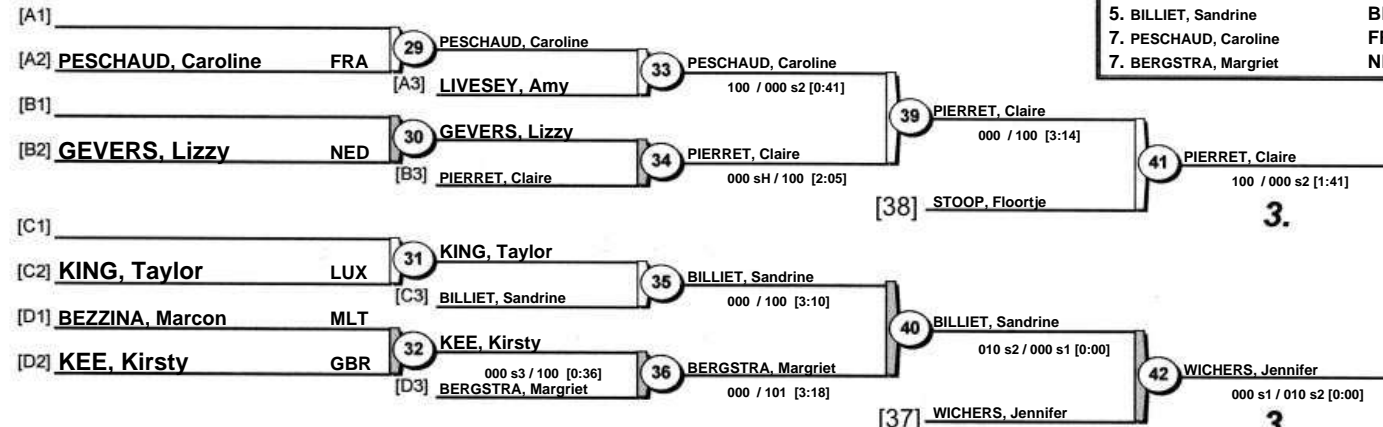 5. BILLIET, Sandrine
7. PESCHAUD, Caroline
7. BERGSTRA, Margriet
[A1]
[A2] PESCHAUD, Caroline FRA
29 PESCHAUD, Caroline
[A3] LIVESEY, Amy
33 PESCHAUD, Caroline
100 / 000 s2 [0:41]
[B1]
[B2] GEVERS, Lizzy NED
30 GEVERS, Lizzy
[B3] PIERRET, Claire
34 PIERRET, Claire
000 sH / 100 [2:05]
39 PIERRET, Claire
000 / 100 [3:14]
[38] STOOP, Floortje
41 PIERRET, Claire
100 / 000 s2 [1:41]
3.
[C1]
[C2] KING, Taylor LUX
31 KING, Taylor
[C3] BILLIET, Sandrine
35 BILLIET, Sandrine
000 / 100 [3:10]
[D1] BEZZINA, Marcon MLT
[D2] KEE, Kirsty GBR
32 KEE, Kirsty
000 s3 / 100 [0:36]
[D3] BERGSTRA, Margriet
36 BERGSTRA, Margriet
000 / 101 [3:18]
40 BILLIET, Sandrine
010 s2 / 000 s1 [0:00]
[37] WICHERS, Jennifer
42 WICHERS, Jennifer
000 s1 / 010 s2 [0:00]
3